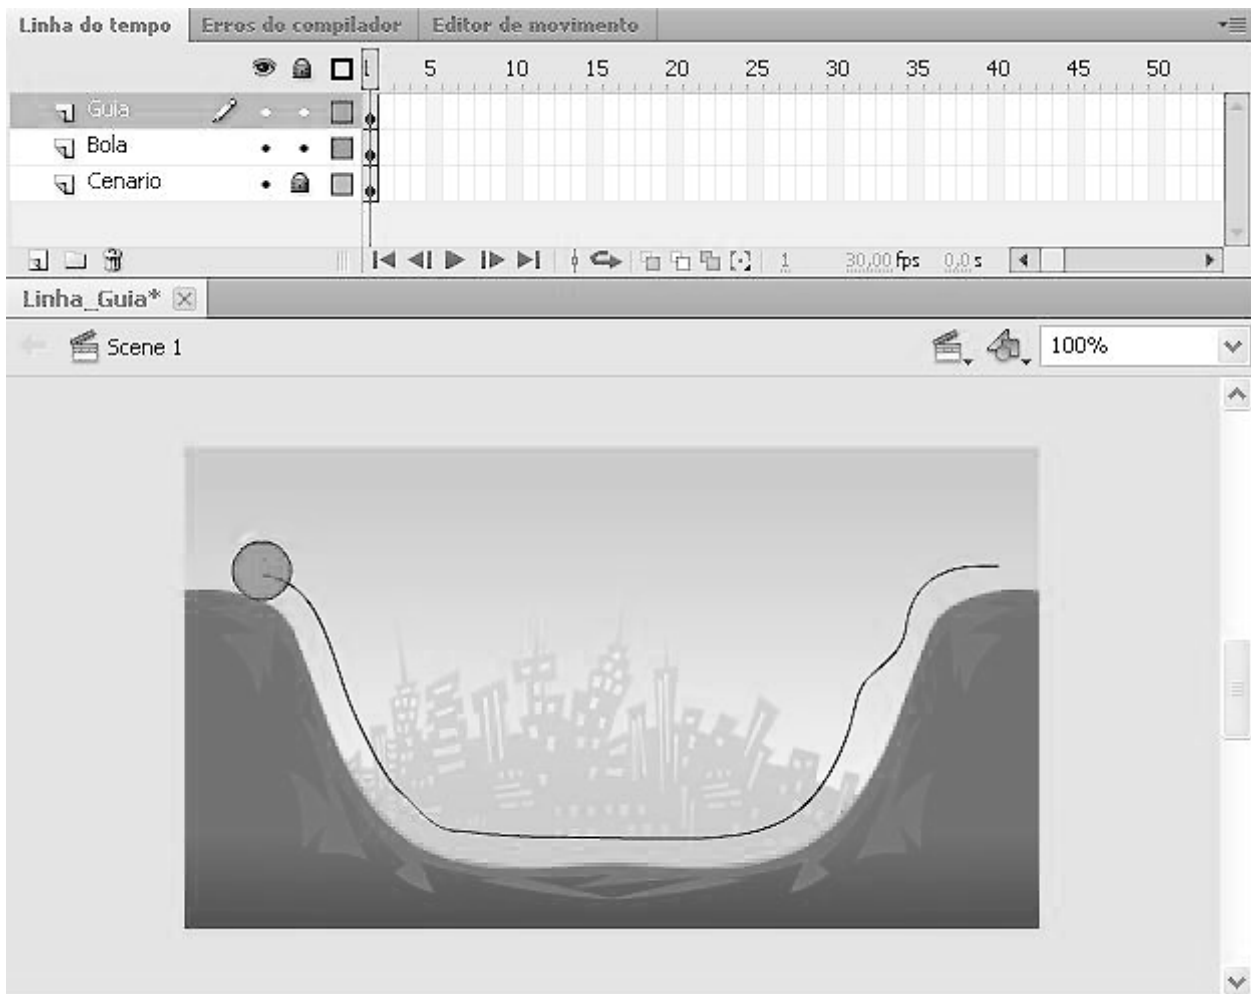 Linha do tempo Erros do compilador Editor de movimento
1 5 10 15 20 25 30 35 40 45 50
Guia
Bola
Cenario
1 30,00 fps 0,0 s
Linha_Guia*
Scene 1 100%